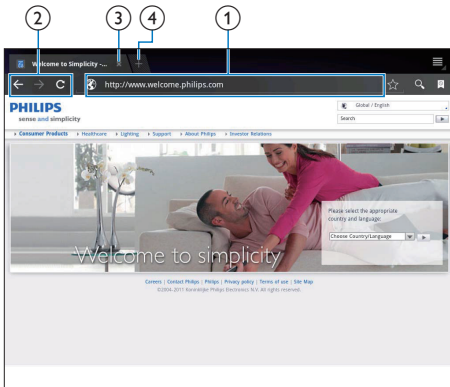 2 3 4 1
Welcome to Simplicity -...
http://www.welcome.philips.com
PHILIPS
sense and simplicity
Global / English
Search
Consumer Products Healthcare Lighting Support About Philips Investor Relations
Please select the appropriate
country and language:
Choose Country/Language
Welcome to simplicity
Careers | Contact Philips | Philips | Privacy policy | Terms of use | Site Map
©2004-2011 Koninklijke Philips Electronics N.V. All rights reserved.